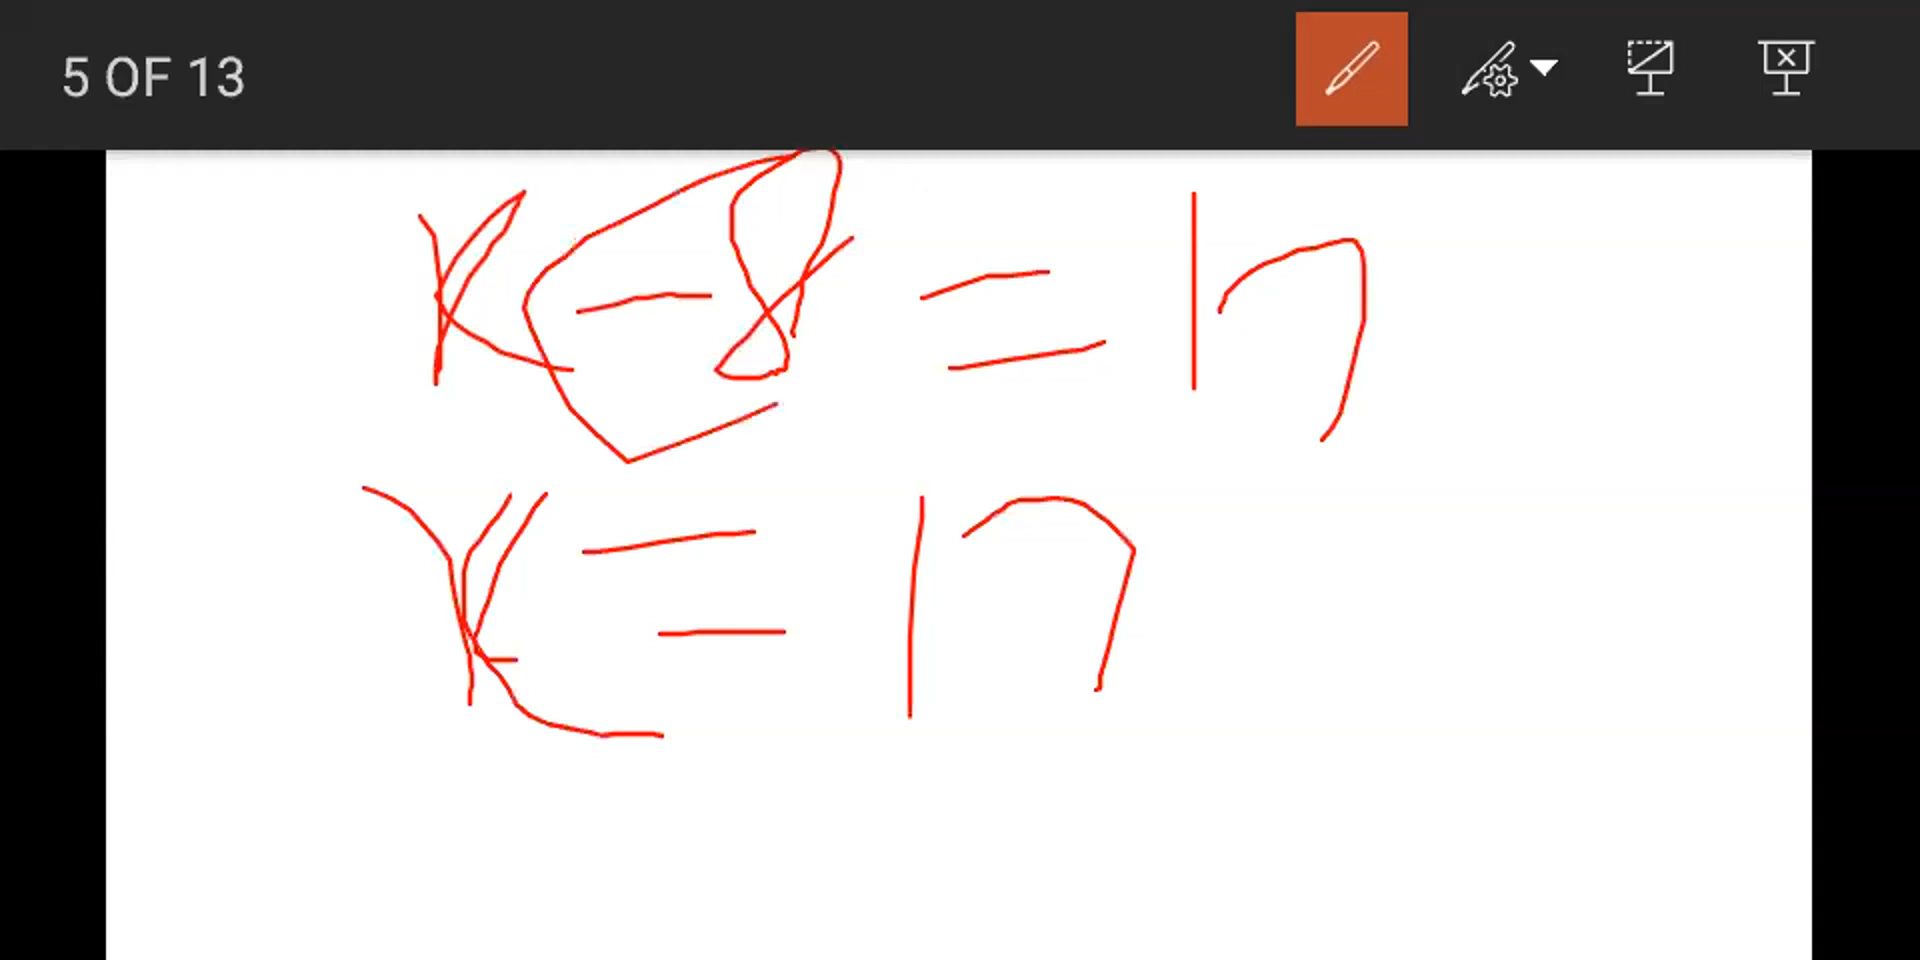 5 OF 13
K - 8 = 17
K = 17